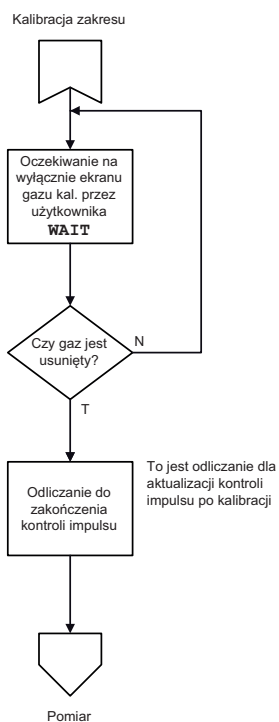 Kalibracja zakresu
Oczekiwanie na
wyłącznie ekranu
gazu kal. przez
użytkownika
WAIT
Czy gaz jest
usunięty?
N
T
Odliczanie do
zakończenia
kontroli impulsu
To jest odliczanie dla
aktualizacji kontroli
impulsu po kalibracji
Pomiar